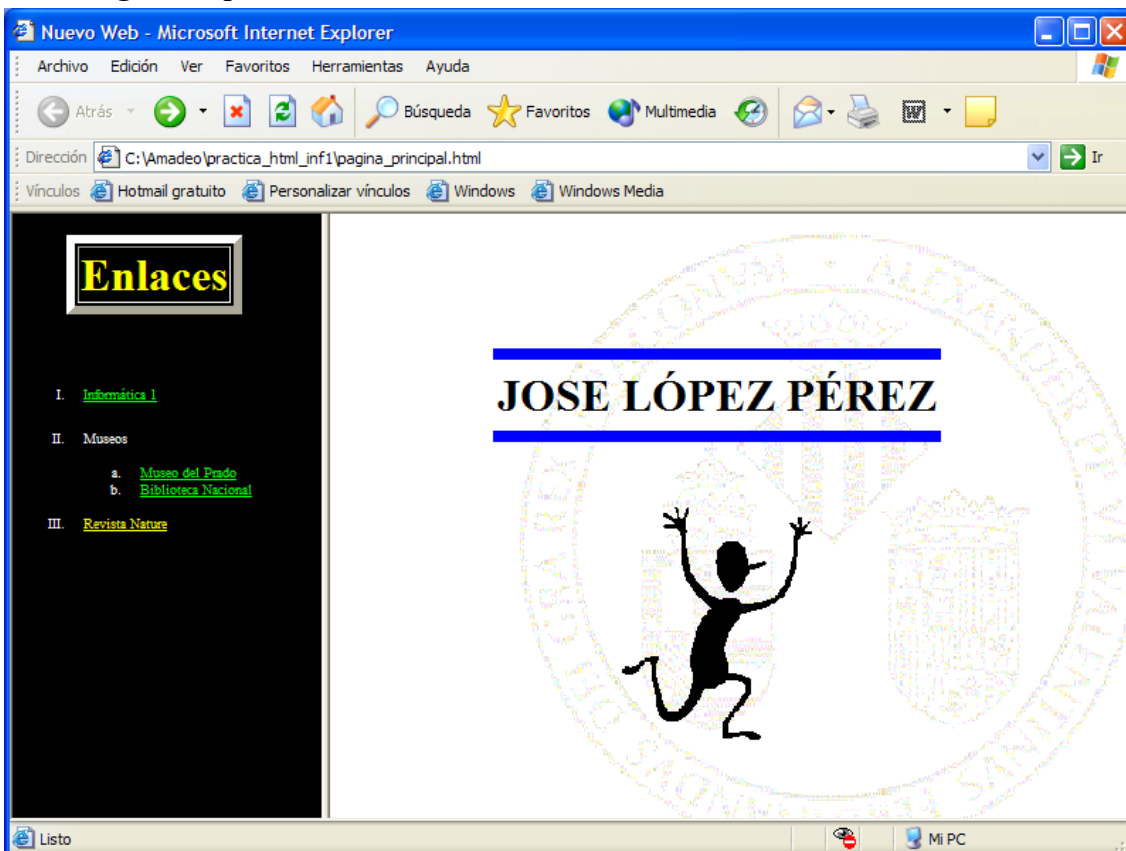 Nuevo Web - Microsoft Internet Explorer
Archivo Edición Ver Favoritos Herramientas Ayuda
Atrás Búsqueda Favoritos Multimedia
Dirección C:\Amadeo\practica_html_inf1\pagina_principal.html Ir
Vínculos Hotmail gratuito Personalizar vínculos Windows Windows Media
Enlaces
I. Informática 1
II. Museos
a. Museo del Prado
b. Biblioteca Nacional
III. Revista Nature
JOSE LÓPEZ PÉREZ
Listo Mi PC